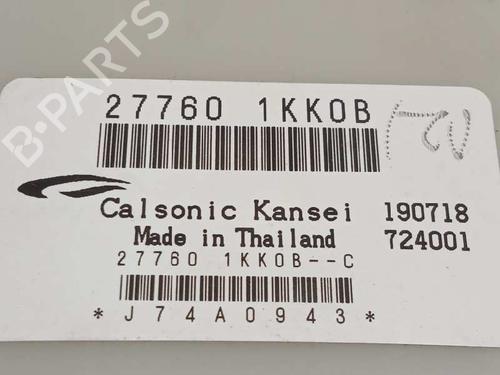 B-PARTS
27760 1KK0B
Calsonic Kansei 190718
Made in Thailand 724001
27760 1KK0B--C
*J74A0943*